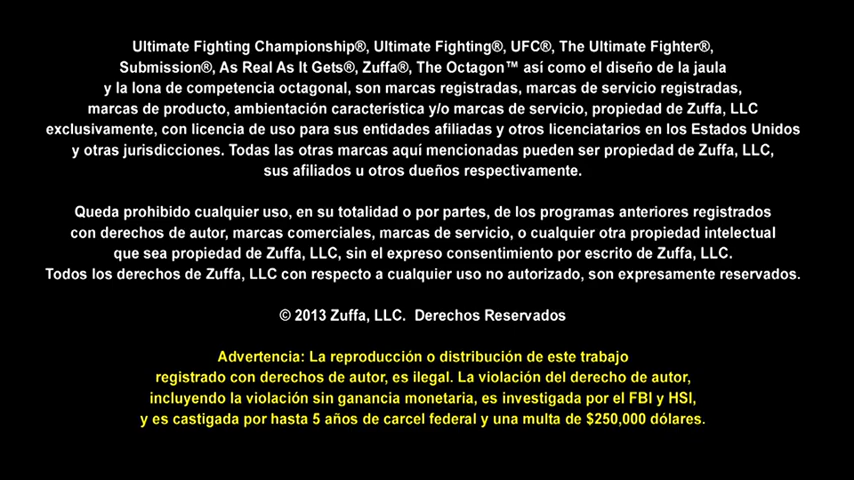 Ultimate Fighting Championship®, Ultimate Fighting®, UFC®, The Ultimate Fighter®,
Submission®, As Real As It Gets®, Zuffa®, The Octagon™ así como el diseño de la jaula
y la lona de competencia octagonal, son marcas registradas, marcas de servicio registradas,
marcas de producto, ambientación característica y/o marcas de servicio, propiedad de Zuffa, LLC
exclusivamente, con licencia de uso para sus entidades afiliadas y otros licenciatarios en los Estados Unidos
y otras jurisdicciones. Todas las otras marcas aquí mencionadas pueden ser propiedad de Zuffa, LLC,
sus afiliados u otros dueños respectivamente.
Queda prohibido cualquier uso, en su totalidad o por partes, de los programas anteriores registrados
con derechos de autor, marcas comerciales, marcas de servicio, o cualquier otra propiedad intelectual
que sea propiedad de Zuffa, LLC, sin el expreso consentimiento por escrito de Zuffa, LLC.
Todos los derechos de Zuffa, LLC con respecto a cualquier uso no autorizado, son expresamente reservados.
© 2013 Zuffa, LLC. Derechos Reservados
Advertencia: La reproducción o distribución de este trabajo
registrado con derechos de autor, es ilegal. La violación del derecho de autor,
incluyendo la violación sin ganancia monetaria, es investigada por el FBI y HSI,
y es castigada por hasta 5 años de carcel federal y una multa de $250,000 dólares.